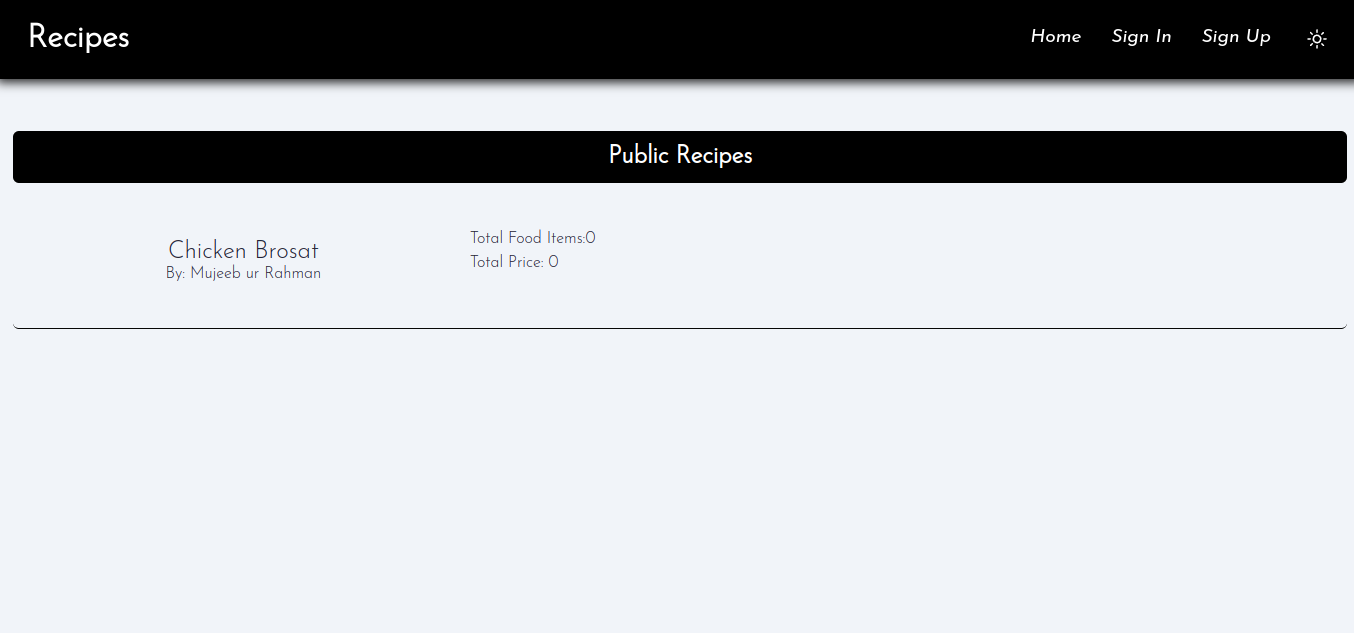 Recipes
Home Sign In Sign Up
Public Recipes
Chicken Brosat
By: Mujeeb ur Rahman
Total Food Items:0
Total Price: 0